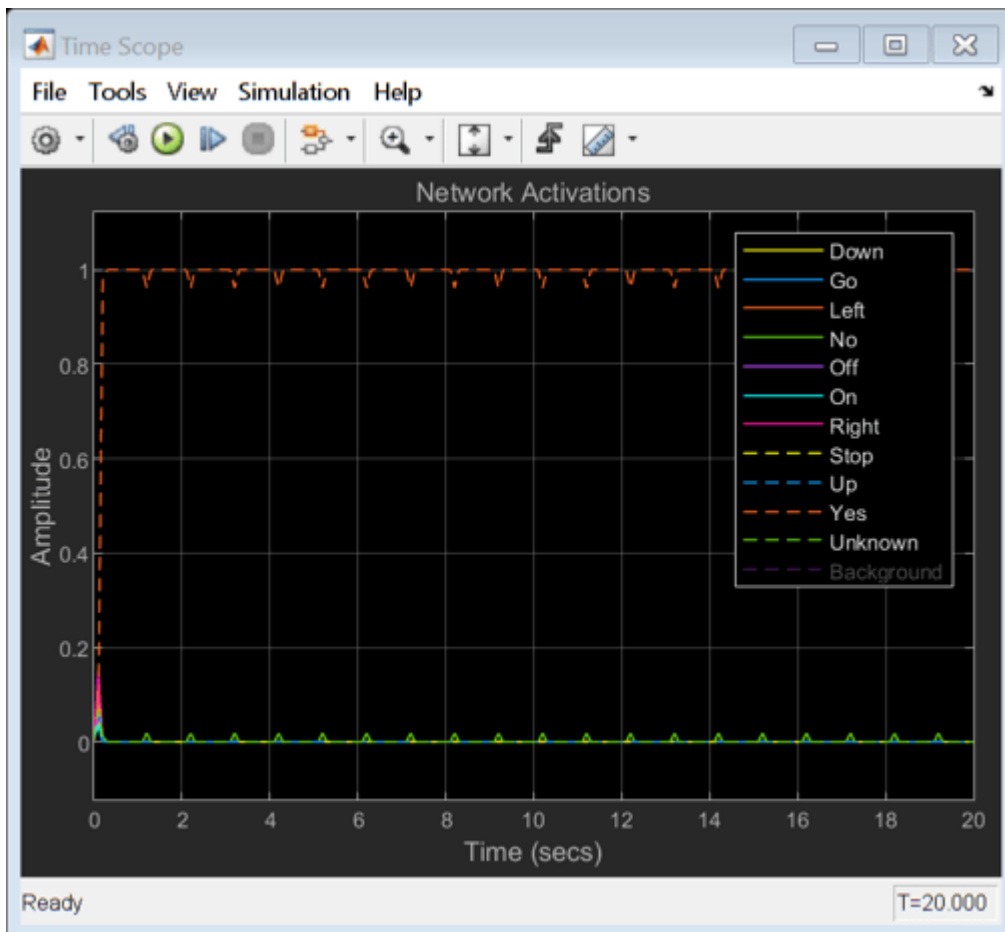 Time Scope
File Tools View Simulation Help
Network Activations
Down
Go
Left
No
Off
On
Right
Stop
Up
Yes
Unknown
Background
Amplitude
1
0.8
0.6
0.4
0.2
0
0 2 4 6 8 10 12 14 16 18 20
Time (secs)
Ready T=20.000